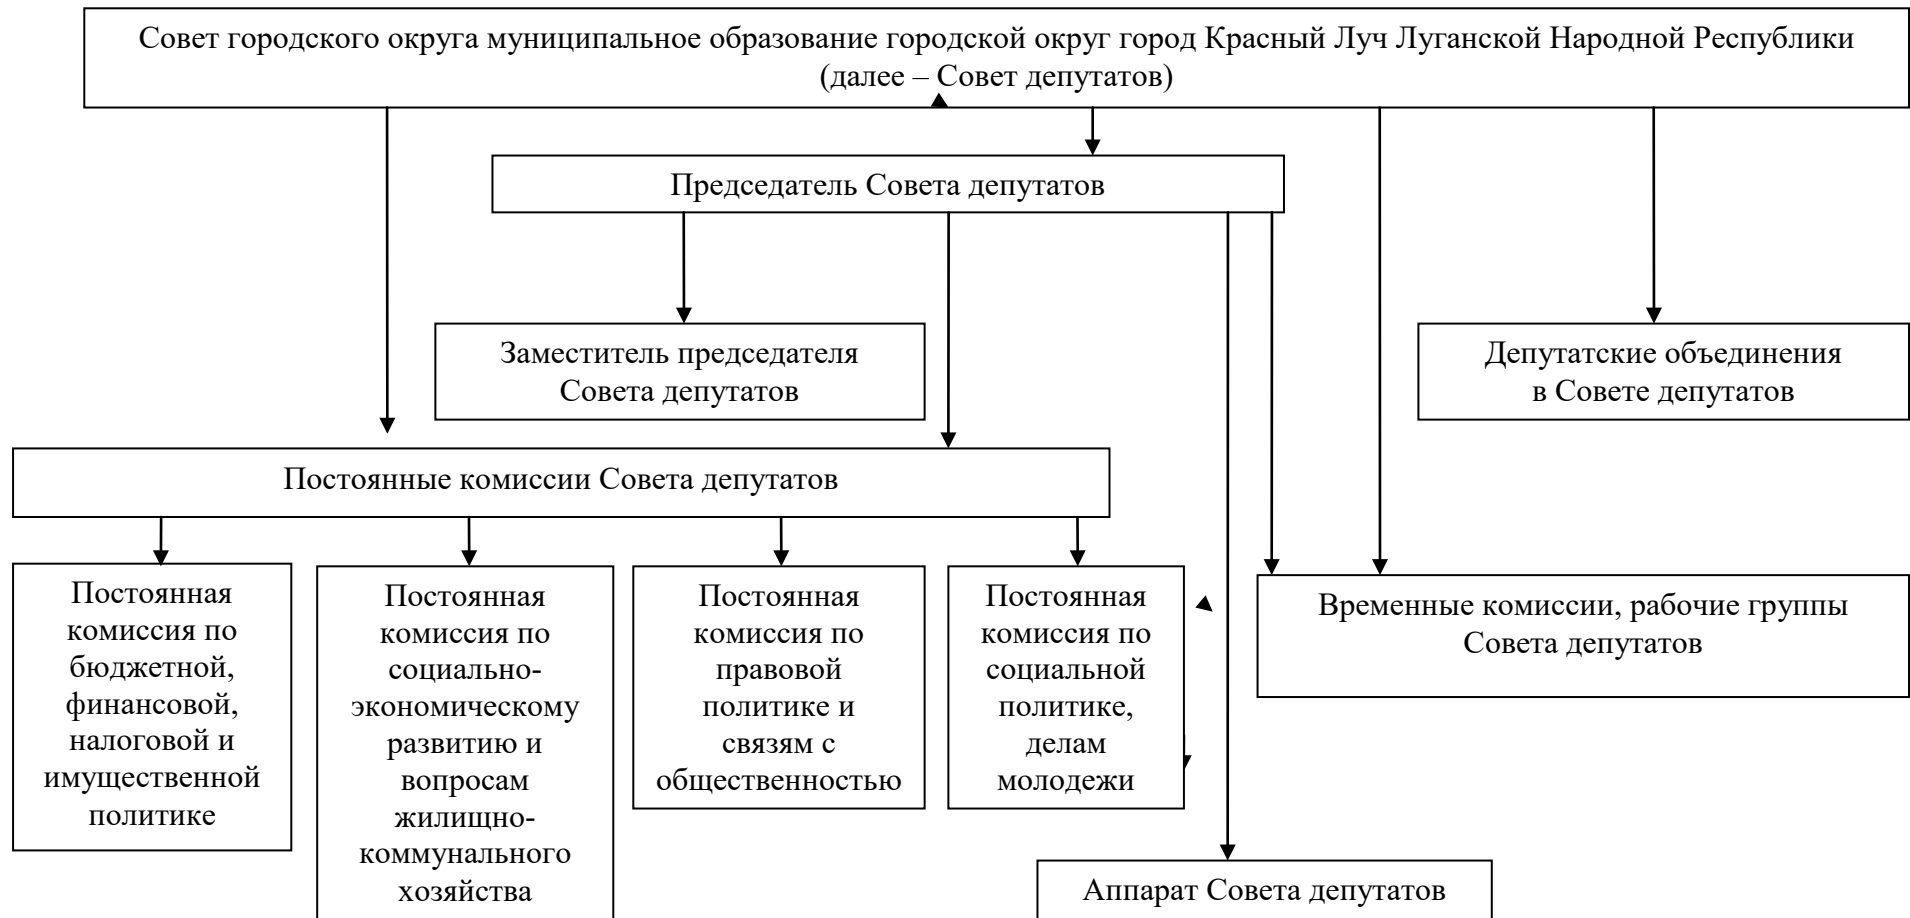 Совет городского округа муниципальное образование городской округ город Красный Луч Луганской Народной Республики
(далее – Совет депутатов)
Председатель Совета депутатов
Заместитель председателя
Совета депутатов
Депутатские объединения
в Совете депутатов
Постоянные комиссии Совета депутатов
Постоянная
комиссия по
бюджетной,
финансовой,
налоговой и
имущественной
политике
Постоянная
комиссия по
социально-
экономическому
развитию и
вопросам
жилищно-
коммунального
хозяйства
Постоянная
комиссия по
правовой
политике и
связям с
общественностью
Постоянная
комиссия по
социальной
политике,
делам
молодежи
Временные комиссии, рабочие группы
Совета депутатов
Аппарат Совета депутатов